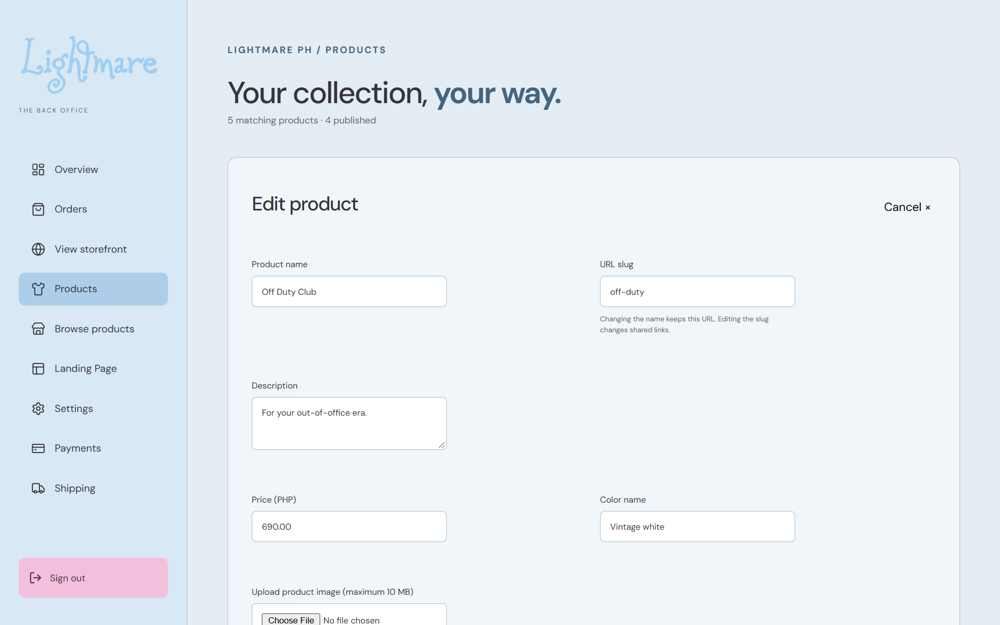 Lightmare
THE BACK OFFICE
Overview
Orders
View storefront
Products
Browse products
Landing Page
Settings
Payments
Shipping
Sign out
LIGHTMARE PH / PRODUCTS
Your collection, your way.
5 matching products · 4 published
Edit product
Cancel ×
Product name
Off Duty Club
URL slug
off-duty
Changing the name keeps this URL. Editing the slug
changes shared links.
Description
For your out-of-office era.
Price (PHP)
690.00
Color name
Vintage white
Upload product image (maximum 10 MB)
Choose File No file chosen